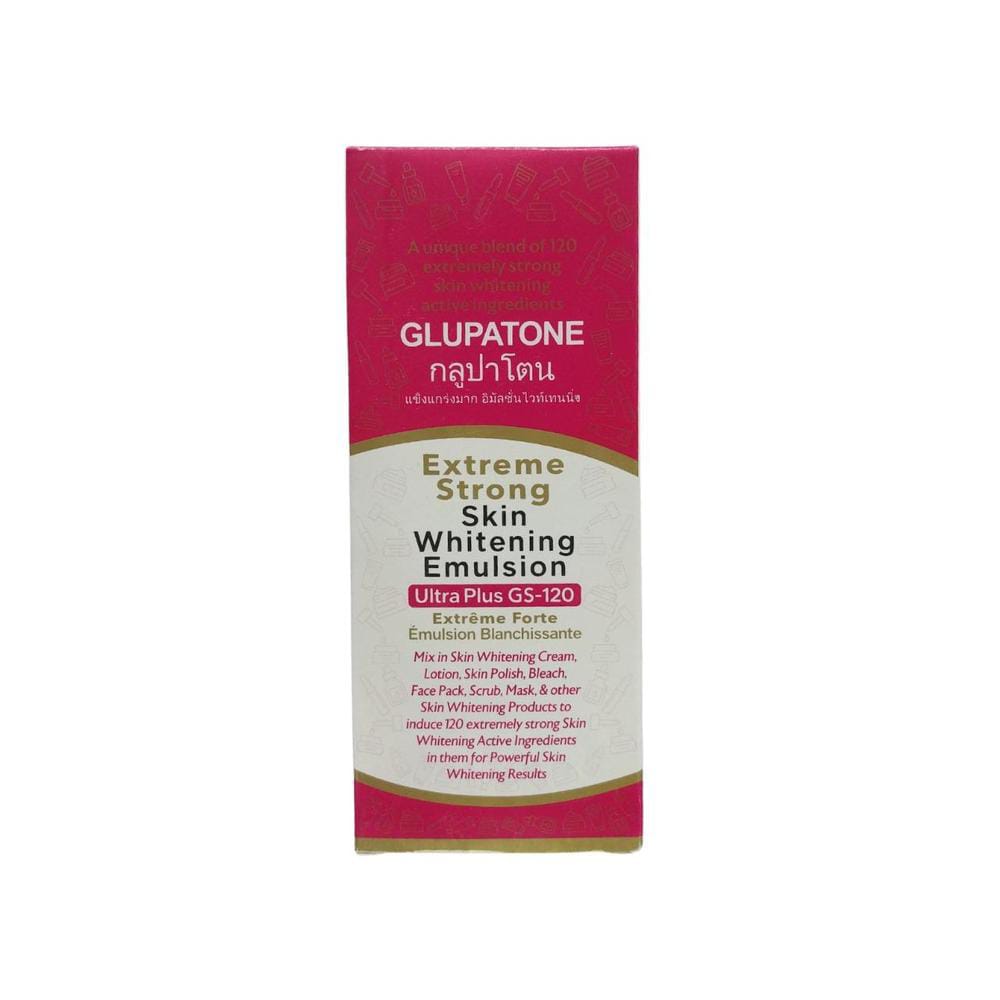 A unique blend of 120
extremely strong
skin whitening
active ingredients
GLUPATONE
กลูปาโตน
แข็งแกร่งมาก อิมัลชั่นไวท์เทนนิ่ง
Extreme
Strong
Skin
Whitening
Emulsion
Ultra Plus GS-120
Extrême Forte
Émulsion Blanchissante
Mix in Skin Whitening Cream,
Lotion, Skin Polish, Bleach,
Face Pack, Scrub, Mask, & other
Skin Whitening Products to
induce 120 extremely strong Skin
Whitening Active Ingredients
in them for Powerful Skin
Whitening Results